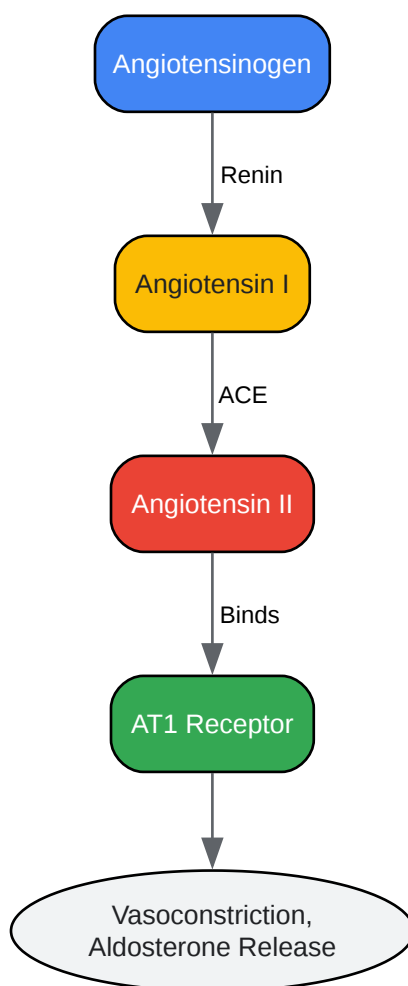 Angiotensinogen
Renin
Angiotensin I
ACE
Angiotensin II
Binds
AT1 Receptor
Vasoconstriction,
Aldosterone Release